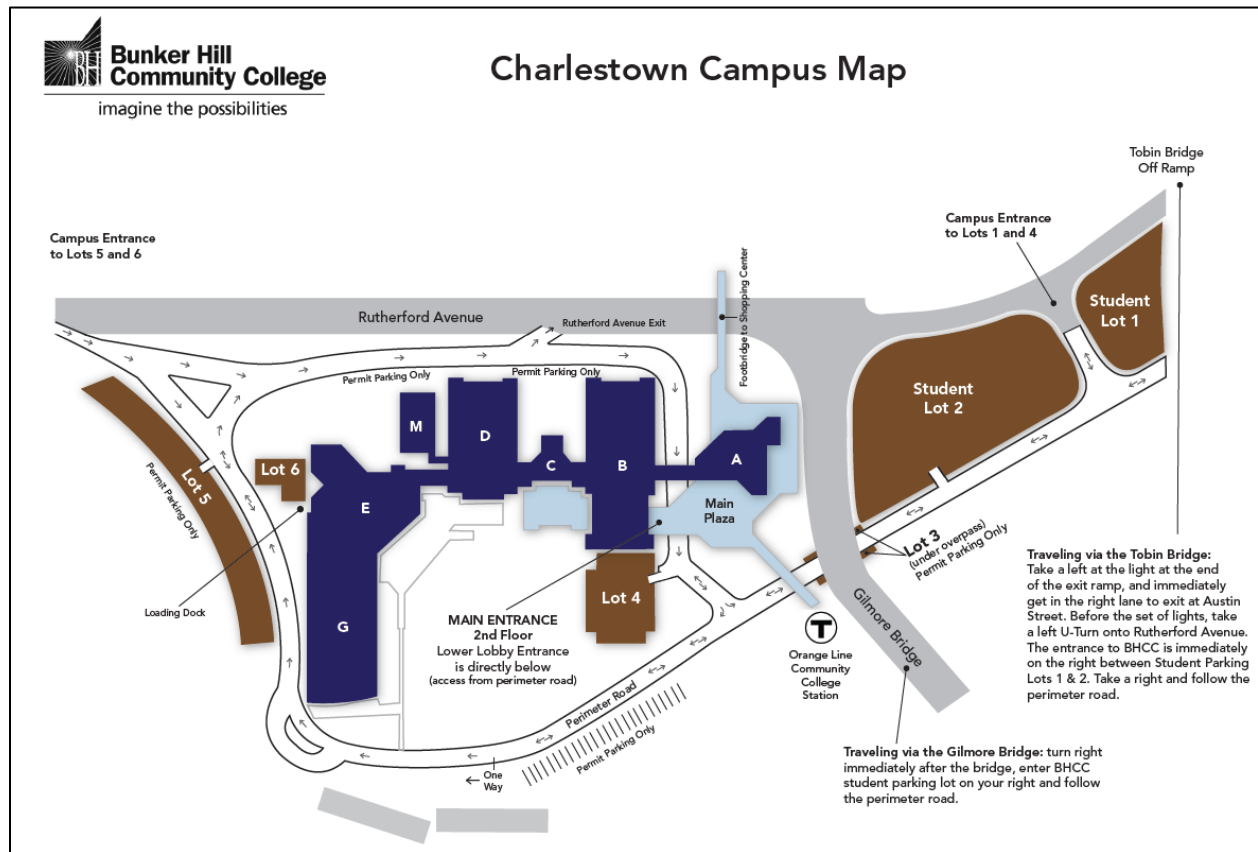 BH
Bunker Hill
Community College
imagine the possibilities
Charlestown Campus Map
Tobin Bridge
Off Ramp
Campus Entrance
to Lots 1 and 4
Campus Entrance
to Lots 5 and 6
Footbridge to Shopping Center
Student
Lot 1
Rutherford Avenue
Rutherford Avenue Exit
Permit Parking Only
Permit Parking Only
Student
Lot 2
M
D
C
B
A
Lot 6
Lot 5
Permit Parking Only
E
Main
Plaza
Lot 3
(under overpass)
Permit Parking Only
Loading Dock
G
Lot 4
MAIN ENTRANCE
2nd Floor
Lower Lobby Entrance
is directly below
(access from perimeter road)
T
Orange Line
Community
College
Station
Gilmore Bridge
Traveling via the Tobin Bridge:
Take a left at the light at the end
of the exit ramp, and immediately
get in the right lane to exit at Austin
Street. Before the set of lights, take
a left U-Turn onto Rutherford Avenue.
The entrance to BHCC is immediately
on the right between Student Parking
Lots 1 & 2. Take a right and follow the
perimeter road.
Perimeter Road
Permit Parking Only
One
Way
Traveling via the Gilmore Bridge: turn right
immediately after the bridge, enter BHCC
student parking lot on your right and follow
the perimeter road.